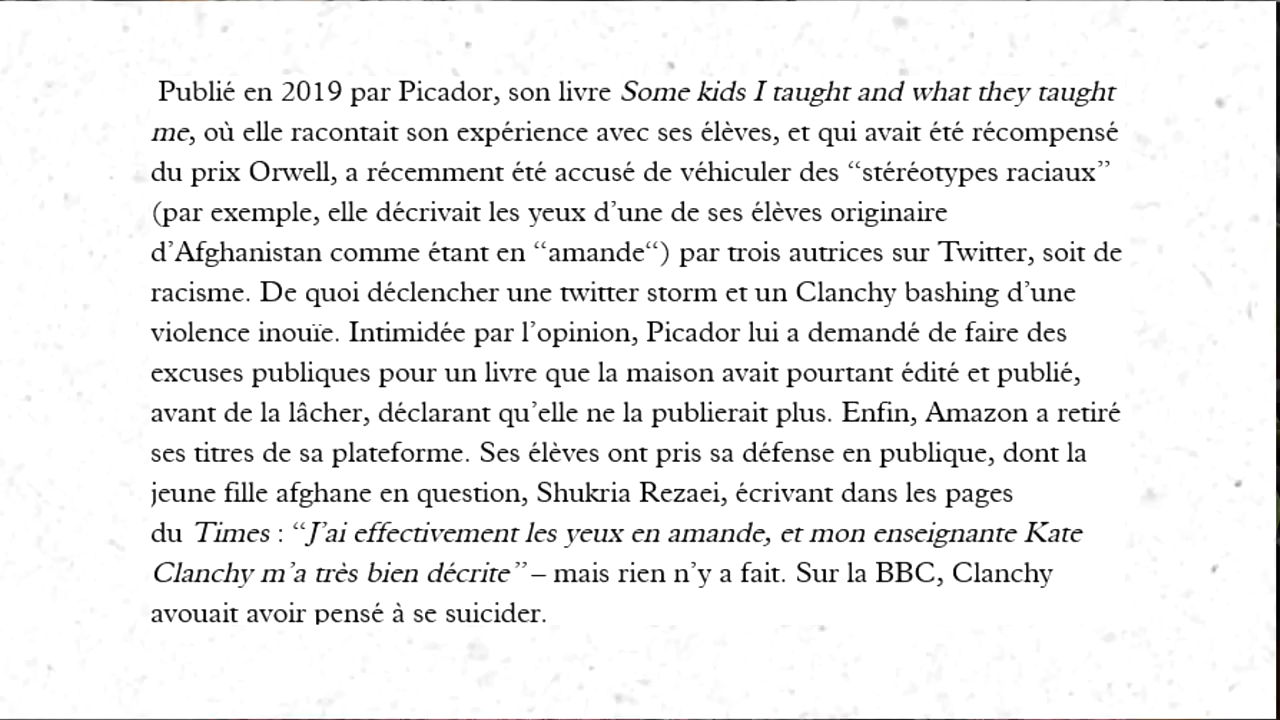 Publié en 2019 par Picador, son livre Some kids I taught and what they taught
me, où elle racontait son expérience avec ses élèves, et qui avait été récompensé
du prix Orwell, a récemment été accusé de véhiculer des “stéréotypes raciaux”
(par exemple, elle décrivait les yeux d’une de ses élèves originaire
d’Afghanistan comme étant en “amande“) par trois autrices sur Twitter, soit de
racisme. De quoi déclencher une twitter storm et un Clanchy bashing d’une
violence inouïe. Intimidée par l’opinion, Picador lui a demandé de faire des
excuses publiques pour un livre que la maison avait pourtant édité et publié,
avant de la lâcher, déclarant qu’elle ne la publierait plus. Enfin, Amazon a retiré
ses titres de sa plateforme. Ses élèves ont pris sa défense en publique, dont la
jeune fille afghane en question, Shukria Rezaei, écrivant dans les pages
du Times : “J’ai effectivement les yeux en amande, et mon enseignante Kate
Clanchy m’a très bien décrite” – mais rien n’y a fait. Sur la BBC, Clanchy
avouait avoir pensé à se suicider.